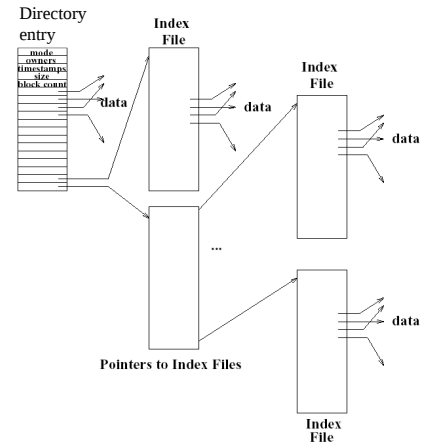 Directory
entry
mode
owners
timestamps
size
block count
data
Index
File
data
Index
File
data
...
Pointers to Index Files
data
Index
File